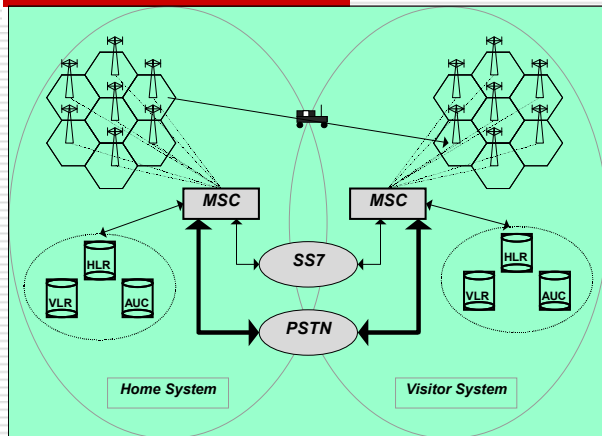 MSC
MSC
HLR
VLR
AUC
SS7
HLR
VLR
AUC
PSTN
Home System
Visitor System